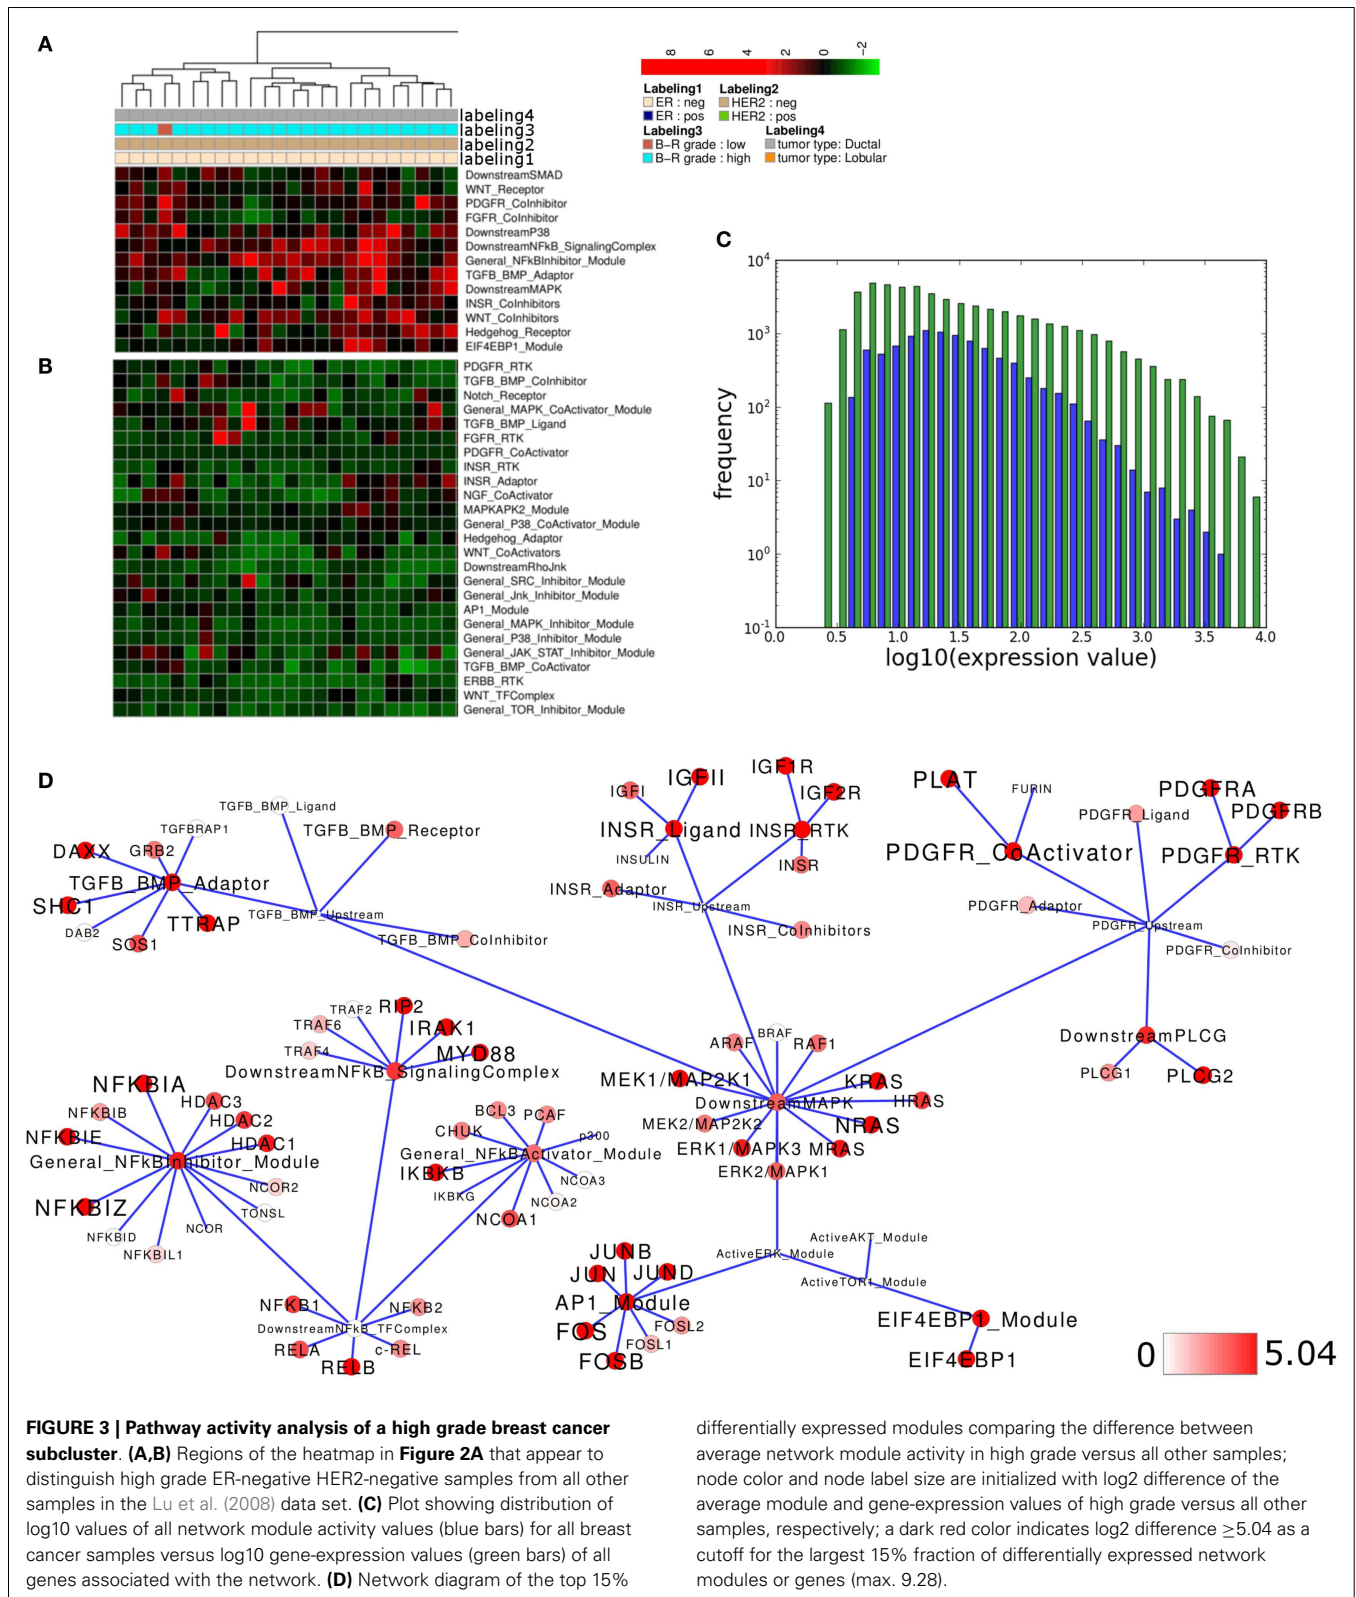 A
8 6 4 2 0 −2
Labeling1 Labeling2
ER : neg HER2 : neg
ER : pos HER2 : pos
Labeling3 Labeling4
B−R grade : low tumor type: Ductal
B−R grade : high tumor type: Lobular
labeling4
labeling3
labeling2
labeling1
DownstreamSMAD
WNT_Receptor
PDGFR_CoInhibitor
FGFR_CoInhibitor
DownstreamP38
DownstreamNFkB_SignalingComplex
General_NFkBInhibitor_Module
TGFB_BMP_Adaptor
DownstreamMAPK
INSR_CoInhibitors
WNT_CoInhibitors
Hedgehog_Receptor
EIF4EBP1_Module
B
PDGFR_RTK
TGFB_BMP_CoInhibitor
Notch_Receptor
General_MAPK_CoActivator_Module
TGFB_BMP_Ligand
FGFR_RTK
PDGFR_CoActivator
INSR_RTK
INSR_Adaptor
NGF_CoActivator
MAPKAPK2_Module
General_P38_CoActivator_Module
Hedgehog_Adaptor
WNT_CoActivators
DownstreamRhoJnk
General_SRC_Inhibitor_Module
General_Jnk_Inhibitor_Module
AP1_Module
General_MAPK_Inhibitor_Module
General_P38_Inhibitor_Module
General_JAK_STAT_Inhibitor_Module
TGFB_BMP_CoActivator
ERBB_RTK
WNT_TFComplex
General_TOR_Inhibitor_Module
C
frequency
10^4
10^3
10^2
10^1
10^0
10^-1
0.0 0.5 1.0 1.5 2.0 2.5 3.0 3.5 4.0
log10(expression value)
D
TGFB_BMP_Ligand
TGFBRAP1
TGFB_BMP_Receptor
DAXX
GRB2
TGFB_BMP_Adaptor
SHC1
TGFB_BMP_Upstream
TTRAP
DAB2
SOS1
TGFB_BMP_CoInhibitor
IGFI
IGFII
IGF1R
IGF2R
INSR_Ligand
INSR_RTK
INSULIN
INSR
INSR_Adaptor
INSR_Upstream
INSR_CoInhibitors
PLAT
FURIN
PDGFR_Ligand
PDGFRA
PDGFRB
PDGFR_CoActivator
PDGFR_RTK
PDGFR_Adaptor
PDGFR_Upstream
PDGFR_CoInhibitor
DownstreamPLCG
PLCG1
PLCG2
TRAF2
RIP2
TRAF6
IRAK1
TRAF4
MYD88
DownstreamNFkB_SignalingComplex
NFKBIA
HDAC3
NFKBIB
HDAC2
NFKBIE
HDAC1
General_NFkBInhibitor_Module
NCOR2
NFKBIZ
TONSL
NCOR
NFKBID
NFKBIL1
BCL3
PCAF
CHUK
p300
General_NFkBActivator_Module
IKBKB
NCOA3
IKBKG
NCOA2
NCOA1
BRAF
ARAF
RAF1
MEK1/MAP2K1
KRAS
DownstreamMAPK
HRAS
MEK2/MAP2K2
NRAS
ERK1/MAPK3
MRAS
ERK2/MAPK1
NFKB1
NFKB2
DownstreamNFkB_TFComplex
RELA
c-REL
RELB
JUNB
JUN
JUND
AP1_Module
FOS
FOSL2
FOSL1
FOSB
ActiveERK_Module
ActiveAKT_Module
ActiveTOR1_Module
EIF4EBP1_Module
EIF4EBP1
0 5.04
FIGURE 3 | Pathway activity analysis of a high grade breast cancer
subcluster. (A,B) Regions of the heatmap in Figure 2A that appear to
distinguish high grade ER-negative HER2-negative samples from all other
samples in the Lu et al. (2008) data set. (C) Plot showing distribution of
log10 values of all network module activity values (blue bars) for all breast
cancer samples versus log10 gene-expression values (green bars) of all
genes associated with the network. (D) Network diagram of the top 15%
differentially expressed modules comparing the difference between
average network module activity in high grade versus all other samples;
node color and node label size are initialized with log2 difference of the
average module and gene-expression values of high grade versus all other
samples, respectively; a dark red color indicates log2 difference ≥5.04 as a
cutoff for the largest 15% fraction of differentially expressed network
modules or genes (max. 9.28).